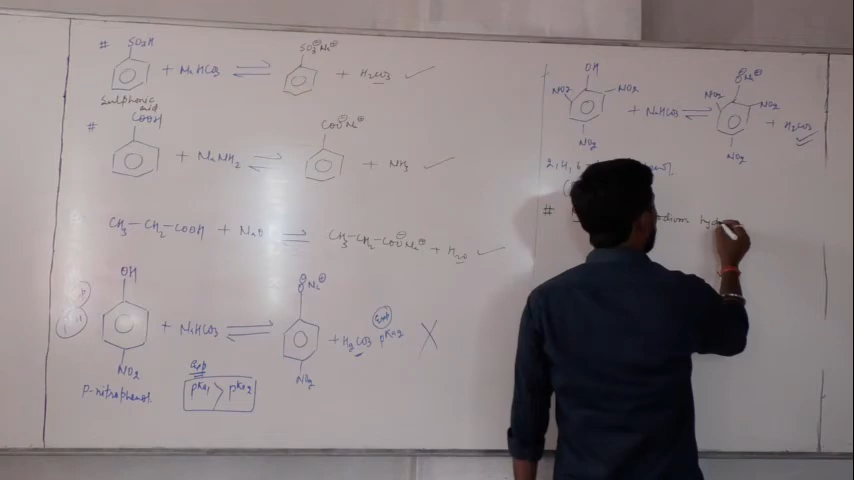 # SO3H
+ NaHCO3 ⇌ SO3⊖Na⊕ + H2CO3 ✓
Sulphonic
acid
# COOH
+ NaNH2 ⇌ COO⊖Na⊕ + NH3 ✓
CH3-CH2-COOH + NaO ⇌ CH3-CH2-COO⊖Na⊕ + H2O ✓
OH
+ NaHCO3 ⇌ O⊖Na⊕ + H2CO3 pKa2 ✗
NO2
NO2
P-nitrophenol
pKa1 > pKa2
OH
NO2 NO2
+ NaHCO3 ⇌ O⊖Na⊕
NO2 NO2
+ H2CO3 ✓
NO2
NO2
2,4,6
#